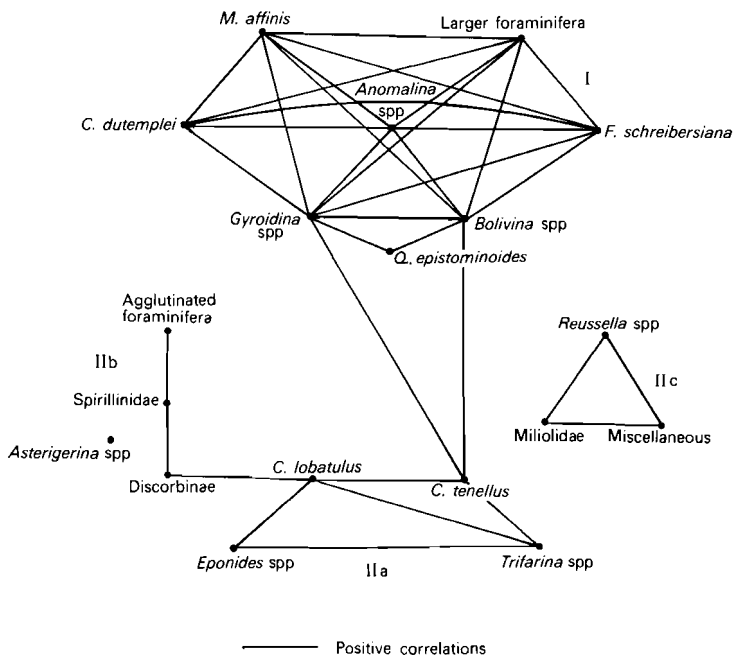 M. affinis
Larger foraminifera
Anomalina
spp
I
C. dutemplei
F. schreibersiana
Gyroidina
spp
Bolivina spp
Q. epistominoides
Agglutinated
foraminifera
Reussella spp
IIb
IIc
Spirillinidae
Miliolidae
Miscellaneous
Asterigerina spp
Discorbinae
C. lobatulus
C. tenellus
Eponides spp
IIa
Trifarina spp
Positive correlations